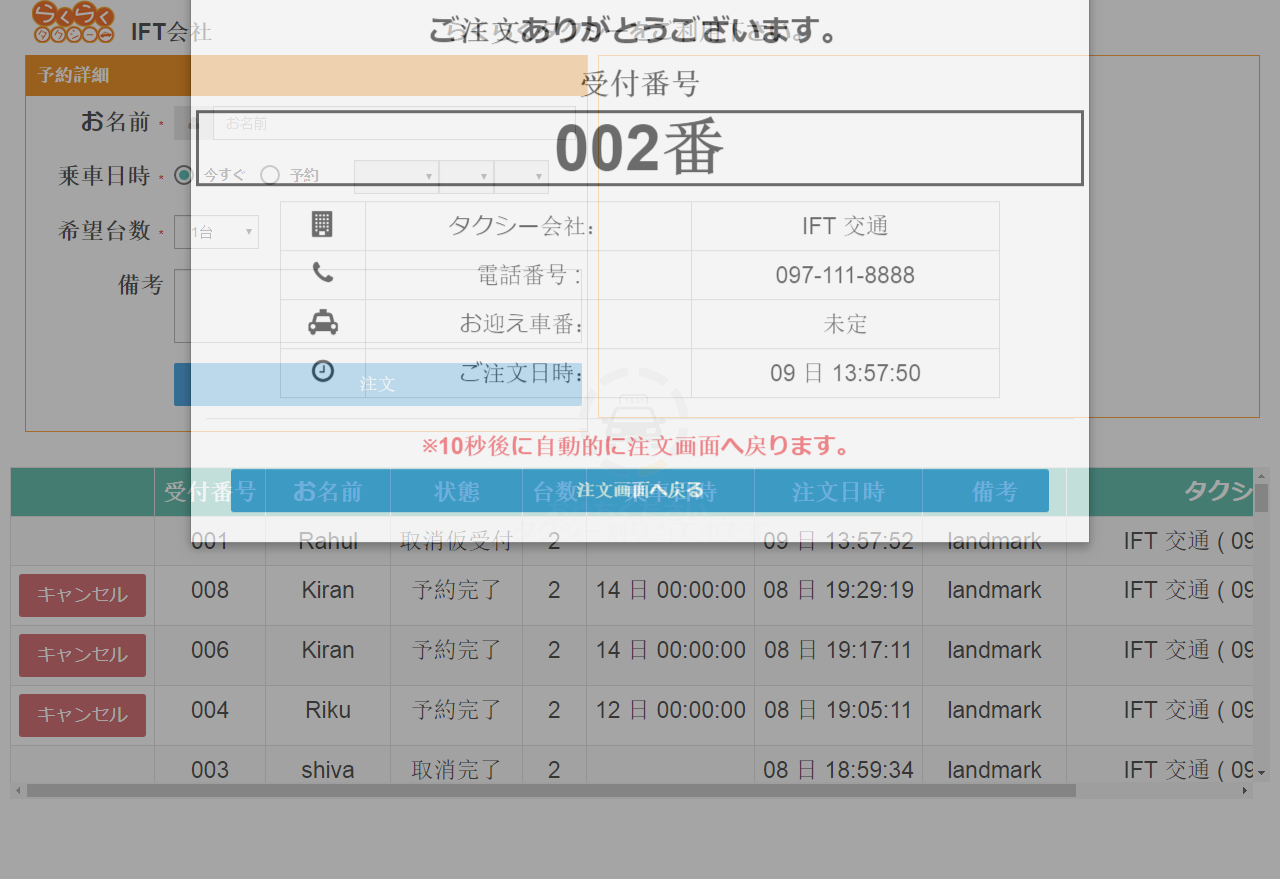 らくらく
タクシー
IFT会社
ご注文ありがとうございます。
予約詳細
受付番号
お名前 * お名前
002番
乗車日時 * 今すぐ 予約
希望台数 * 1台
タクシー会社: IFT 交通
備考
電話番号 : 097-111-8888
お迎え車番: 未定
ご注文日時: 09 日 13:57:50
注文
※10秒後に自動的に注文画面へ戻ります。
注文画面へ戻る
受付番号 お名前 状態 台数 注文日時 備考 タクシ
001 Rahul 取消仮受付 2 09 日 13:57:52 landmark IFT 交通 ( 09
キャンセル 008 Kiran 予約完了 2 14 日 00:00:00 08 日 19:29:19 landmark IFT 交通 ( 09
キャンセル 006 Kiran 予約完了 2 14 日 00:00:00 08 日 19:17:11 landmark IFT 交通 ( 09
キャンセル 004 Riku 予約完了 2 12 日 00:00:00 08 日 19:05:11 landmark IFT 交通 ( 09
003 shiva 取消完了 2 08 日 18:59:34 landmark IFT 交通 ( 09